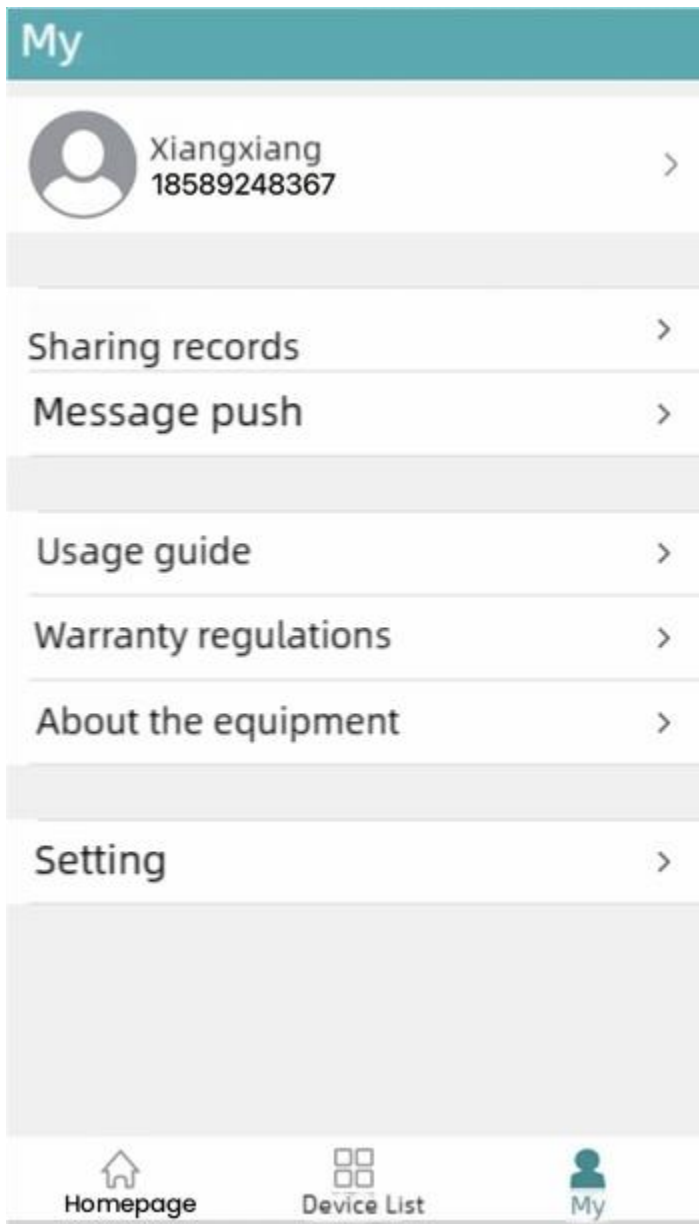 My
Xiangxiang
18589248367
Sharing records
Message push
Usage guide
Warranty regulations
About the equipment
Setting
Homepage
Device List
My